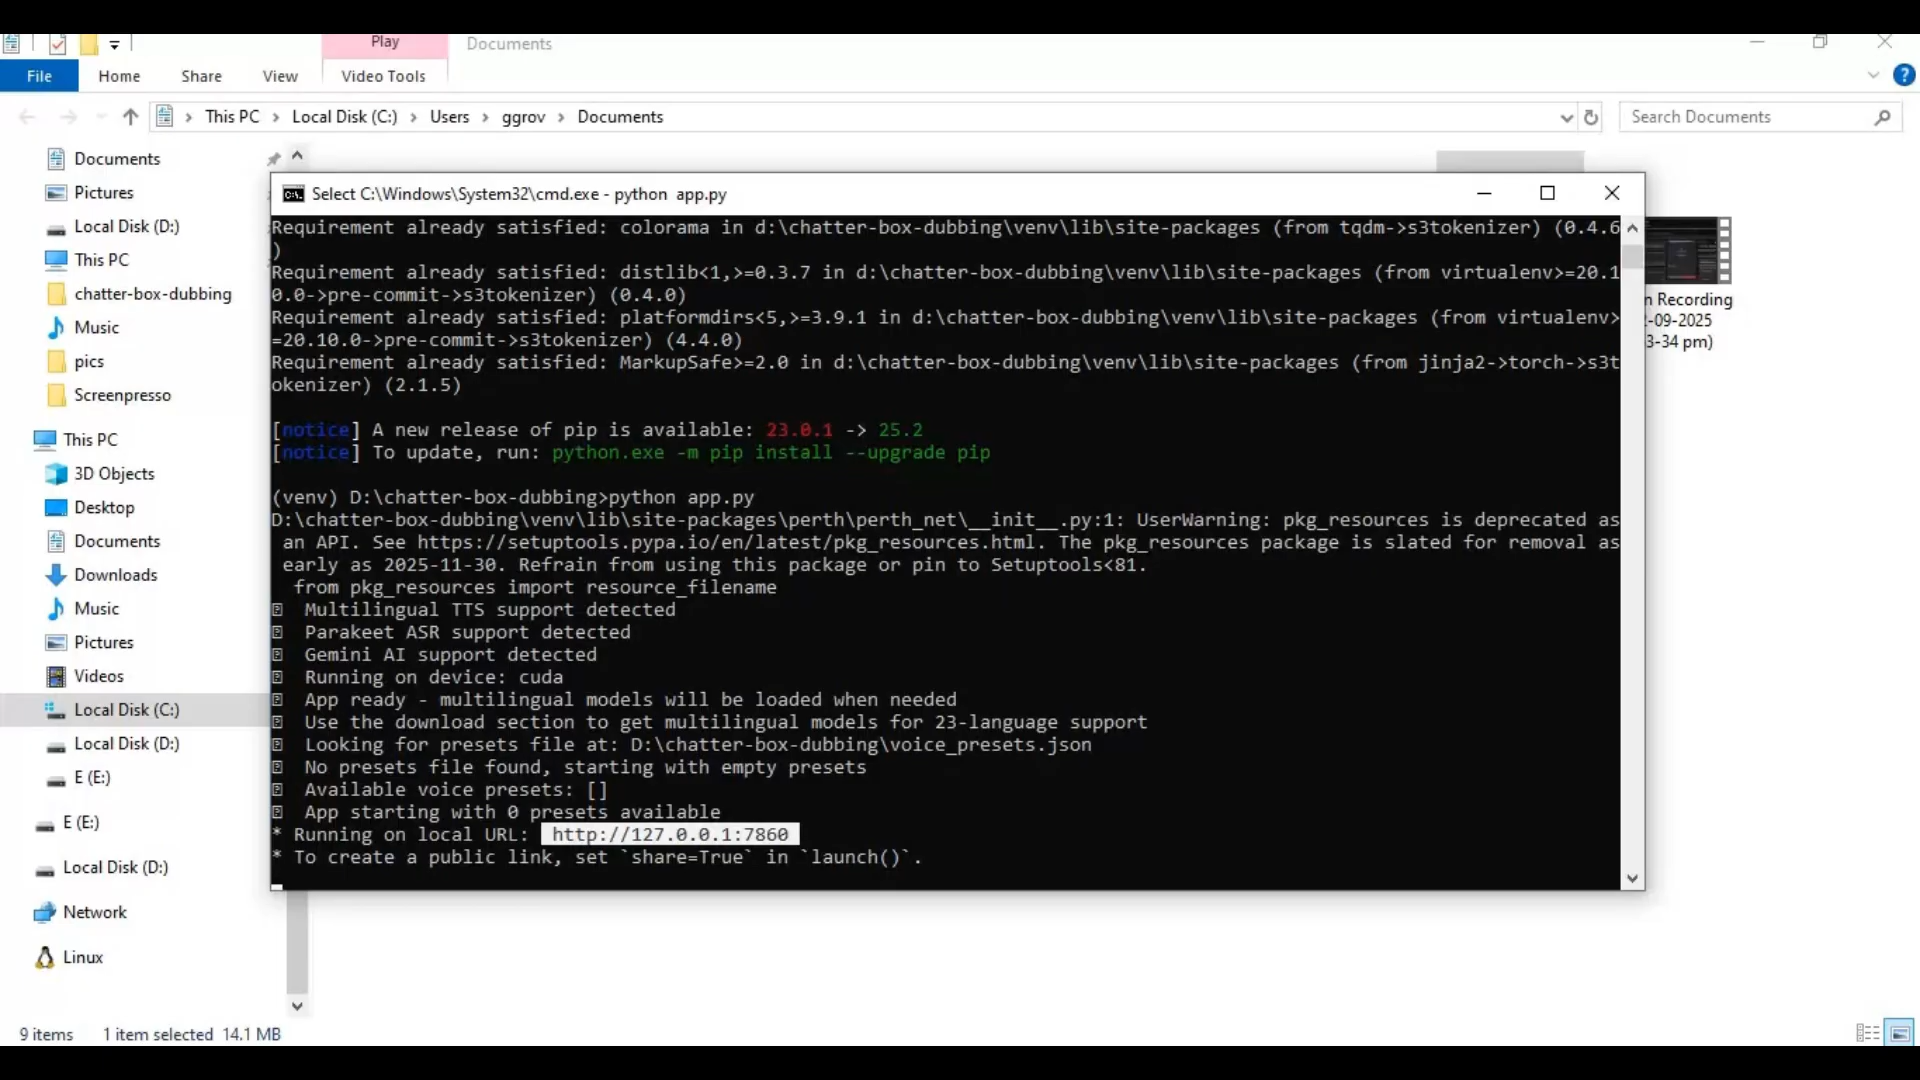 Play
Documents
File
Home
Share
View
Video Tools
This PC
Local Disk (C:)
Users
ggrov
Documents
Search Documents
Documents
Pictures
Local Disk (D:)
This PC
chatter-box-dubbing
Music
pics
Screenpresso
This PC
3D Objects
Desktop
Documents
Downloads
Music
Pictures
Videos
Local Disk (C:)
Local Disk (D:)
E (E:)
E (E:)
Local Disk (D:)
Network
Linux
Select C:\Windows\System32\cmd.exe - python  app.py
Requirement already satisfied: colorama in d:\chatter-box-dubbing\venv\lib\site-packages (from tqdm->s3tokenizer) (0.4.6
)
Requirement already satisfied: distlib<1,>=0.3.7 in d:\chatter-box-dubbing\venv\lib\site-packages (from virtualenv>=20.1
0.0->pre-commit->s3tokenizer) (0.4.0)
Requirement already satisfied: platformdirs<5,>=3.9.1 in d:\chatter-box-dubbing\venv\lib\site-packages (from virtualenv>
=20.10.0->pre-commit->s3tokenizer) (4.4.0)
Requirement already satisfied: MarkupSafe>=2.0 in d:\chatter-box-dubbing\venv\lib\site-packages (from jinja2->torch->s3t
okenizer) (2.1.5)
[notice] A new release of pip is available: 23.0.1 -> 25.2
[notice] To update, run: python.exe -m pip install --upgrade pip
(venv) D:\chatter-box-dubbing>python app.py
D:\chatter-box-dubbing\venv\lib\site-packages\perth\perth_net\__init__.py:1: UserWarning: pkg_resources is deprecated as
an API. See https://setuptools.pypa.io/en/latest/pkg_resources.html. The pkg_resources package is slated for removal as
early as 2025-11-30. Refrain from using this package or pin to Setuptools<81.
from pkg_resources import resource_filename
Multilingual TTS support detected
Parakeet ASR support detected
Gemini AI support detected
Running on device: cuda
App ready - multilingual models will be loaded when needed
Use the download section to get multilingual models for 23-language support
Looking for presets file at: D:\chatter-box-dubbing\voice_presets.json
No presets file found, starting with empty presets
Available voice presets: []
App starting with 0 presets available
* Running on local URL:  http://127.0.0.1:7860
* To create a public link, set `share=True` in `launch()`.
n Recording
-09-2025
3-34 pm)
9 items
1 item selected  14.1 MB